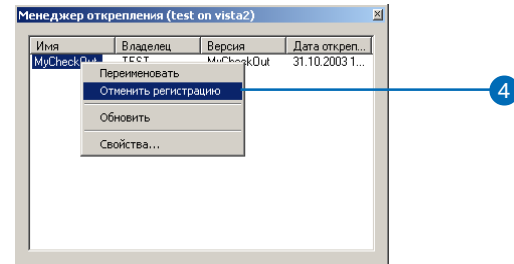 Менеджер открепления (test on vista2)
Имя Владелец Версия Дата откреп...
MyCheckOut TEST MyCheckOut 31.10.2003 1...
Переименовать
Отменить регистрацию
4
Обновить
Свойства...